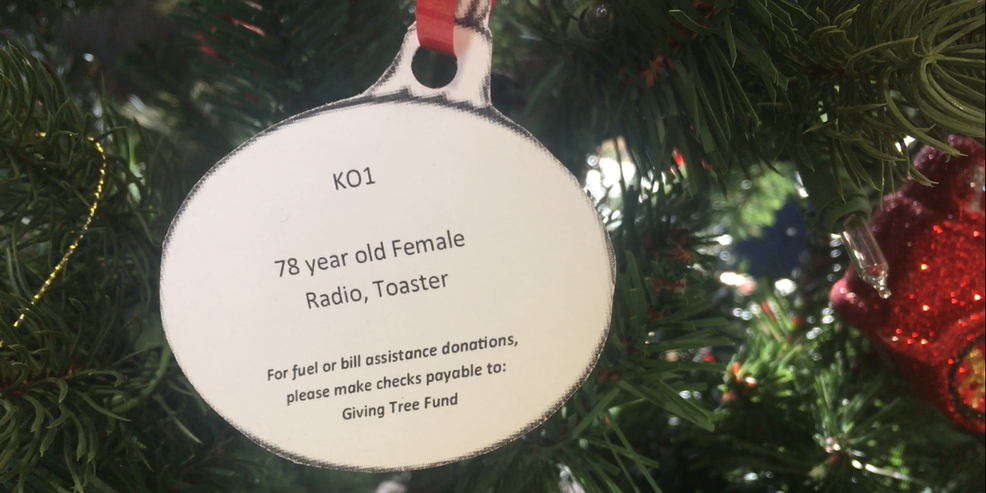 KO1
78 year old Female
Radio, Toaster
For fuel or bill assistance donations,
please make checks payable to:
Giving Tree Fund